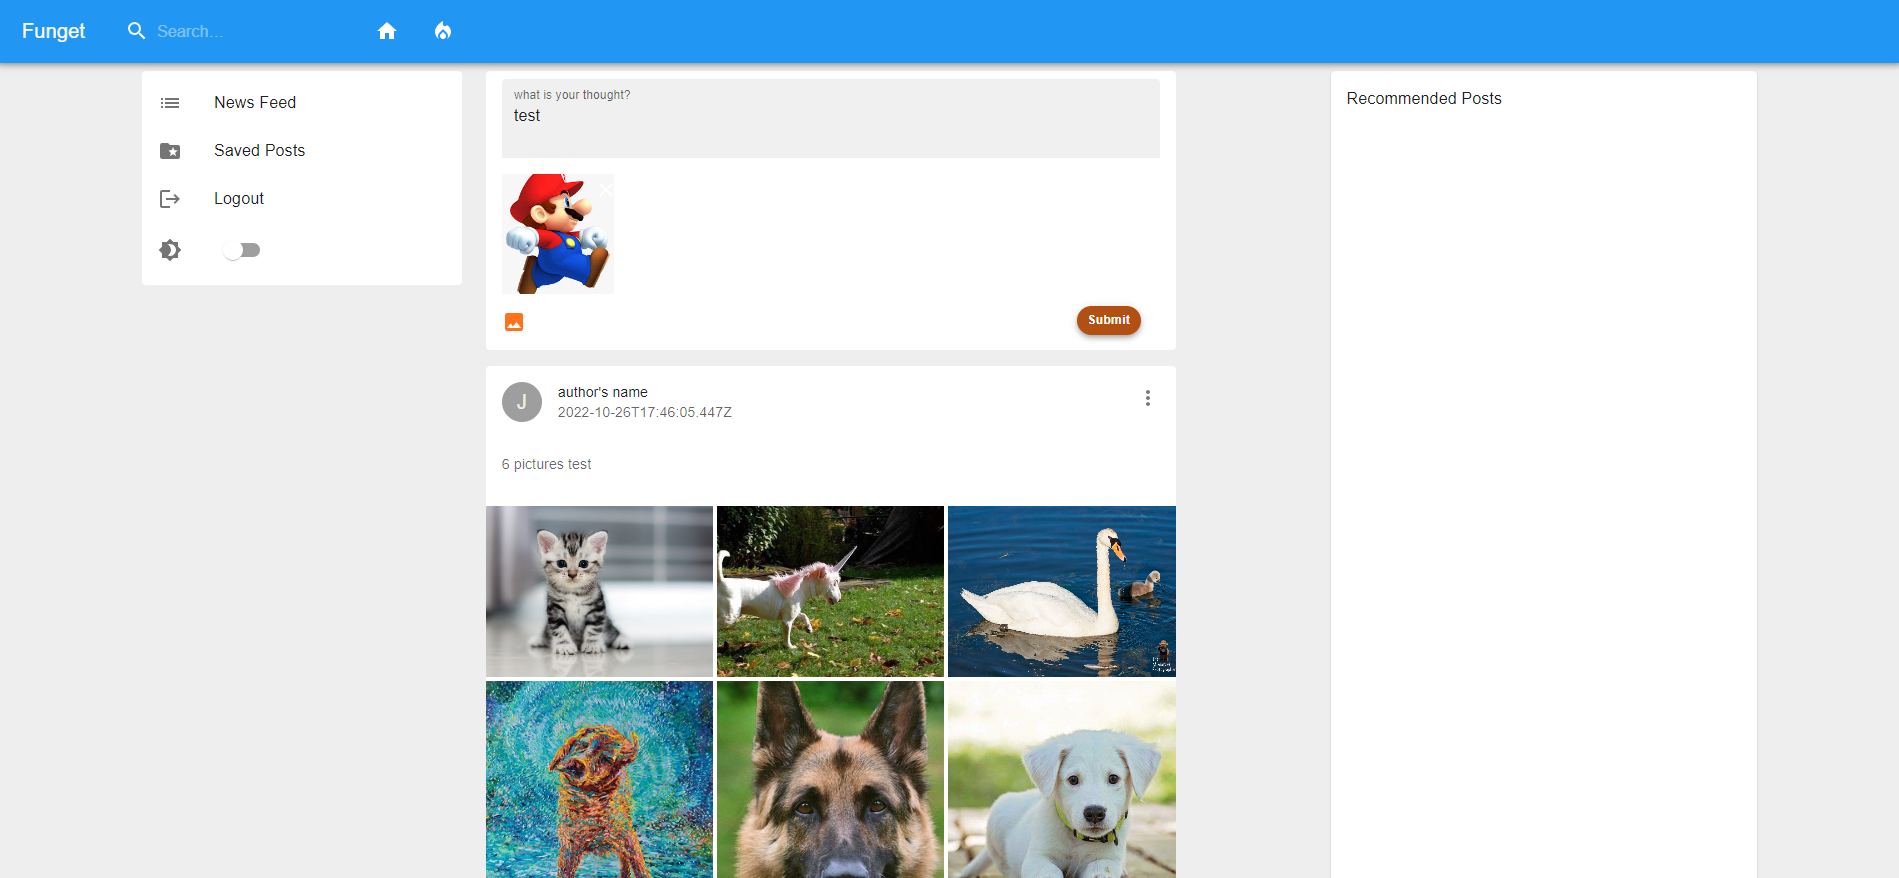 Funget
Search...
News Feed
Saved Posts
Logout
what is your thought?
test
Submit
author's name
2022-10-26T17:46:05.447Z
J
6 pictures test
Recommended Posts